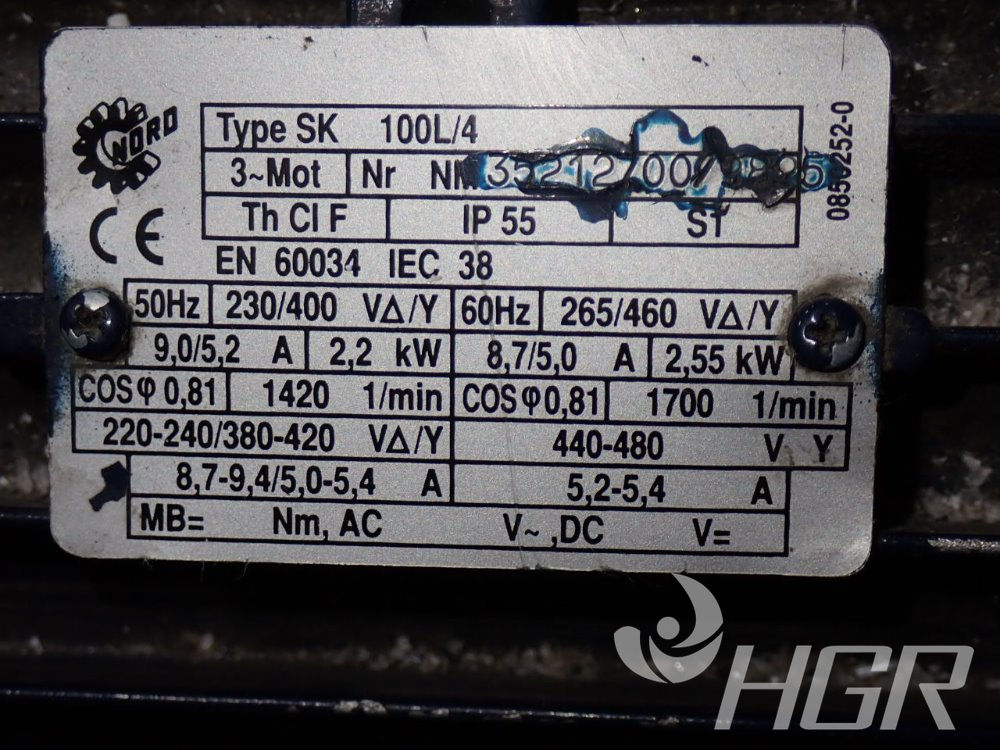 NORD
Type SK 100L/4
3~Mot Nr
Th Cl F IP 55 S1
EN 60034 IEC 38
50Hz 230/400 VΔ/Y 60Hz 265/460 VΔ/Y
9,0/5,2 A 2,2 kW 8,7/5,0 A 2,55 kW
COSφ 0,81 1420 1/min COSφ 0,81 1700 1/min
220-240/380-420 VΔ/Y 440-480 V Y
8,7-9,4/5,0-5,4 A 5,2-5,4 A
MB= Nm, AC V~ ,DC V=
0850252-0
CE
HGR